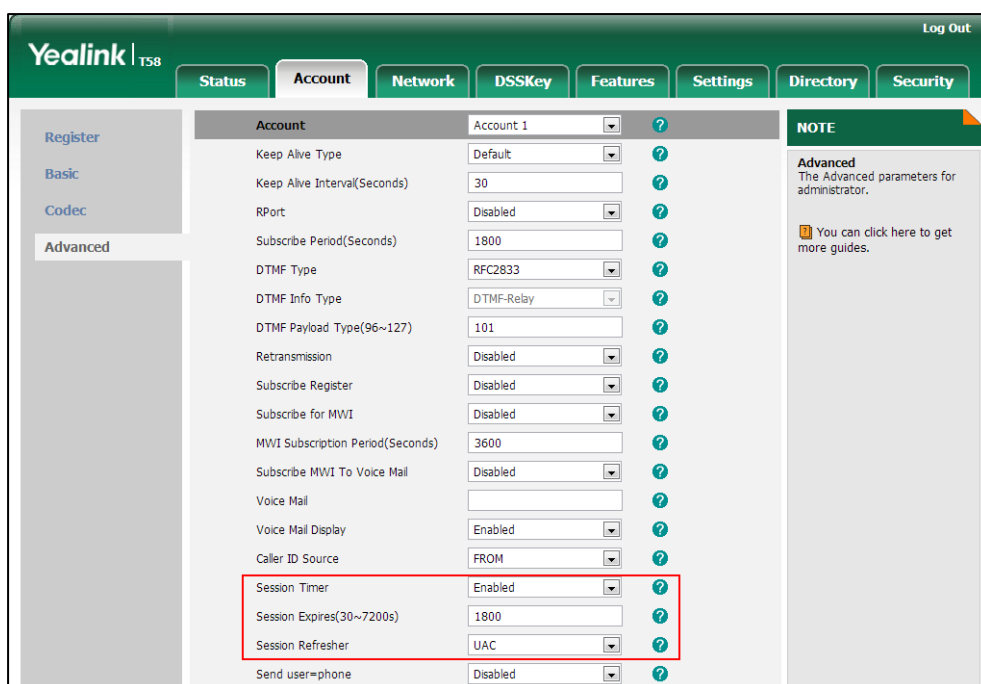 Log Out
Yealink T58
Status Account Network DSSKey Features Settings Directory Security
Register
Basic
Codec
Advanced
Account Account 1 ?
Keep Alive Type Default ?
Keep Alive Interval(Seconds) 30 ?
RPort Disabled ?
Subscribe Period(Seconds) 1800 ?
DTMF Type RFC2833 ?
DTMF Info Type DTMF-Relay ?
DTMF Payload Type(96~127) 101 ?
Retransmission Disabled ?
Subscribe Register Disabled ?
Subscribe for MWI Disabled ?
MWI Subscription Period(Seconds) 3600 ?
Subscribe MWI To Voice Mail Disabled ?
Voice Mail ?
Voice Mail Display Enabled ?
Caller ID Source FROM ?
Session Timer Enabled ?
Session Expires(30~7200s) 1800 ?
Session Refresher UAC ?
Send user=phone Disabled ?
NOTE
Advanced
The Advanced parameters for
administrator.
? You can click here to get
more guides.